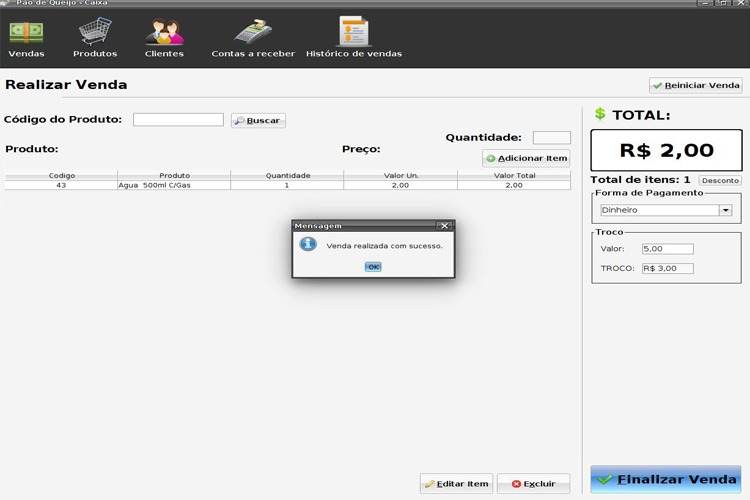 Pao de Queijo - Caixa
Vendas
Produtos
Clientes
Contas a receber
Histórico de vendas
Realizar Venda
Reiniciar Venda
Código do Produto:
Buscar
Quantidade:
Produto:
Preço:
Adicionar Item
Codigo Produto Quantidade Valor Un. Valor Total
43 Agua 500ml C/Gas 1 2,00 2,00
Mensagem
Venda realizada com sucesso.
OK
Editar Item
Excluir
$ TOTAL:
R$ 2,00
Total de itens: 1
Desconto
Forma de Pagamento
Dinheiro
Troco
Valor: 5,00
TROCO: R$ 3,00
Finalizar Venda